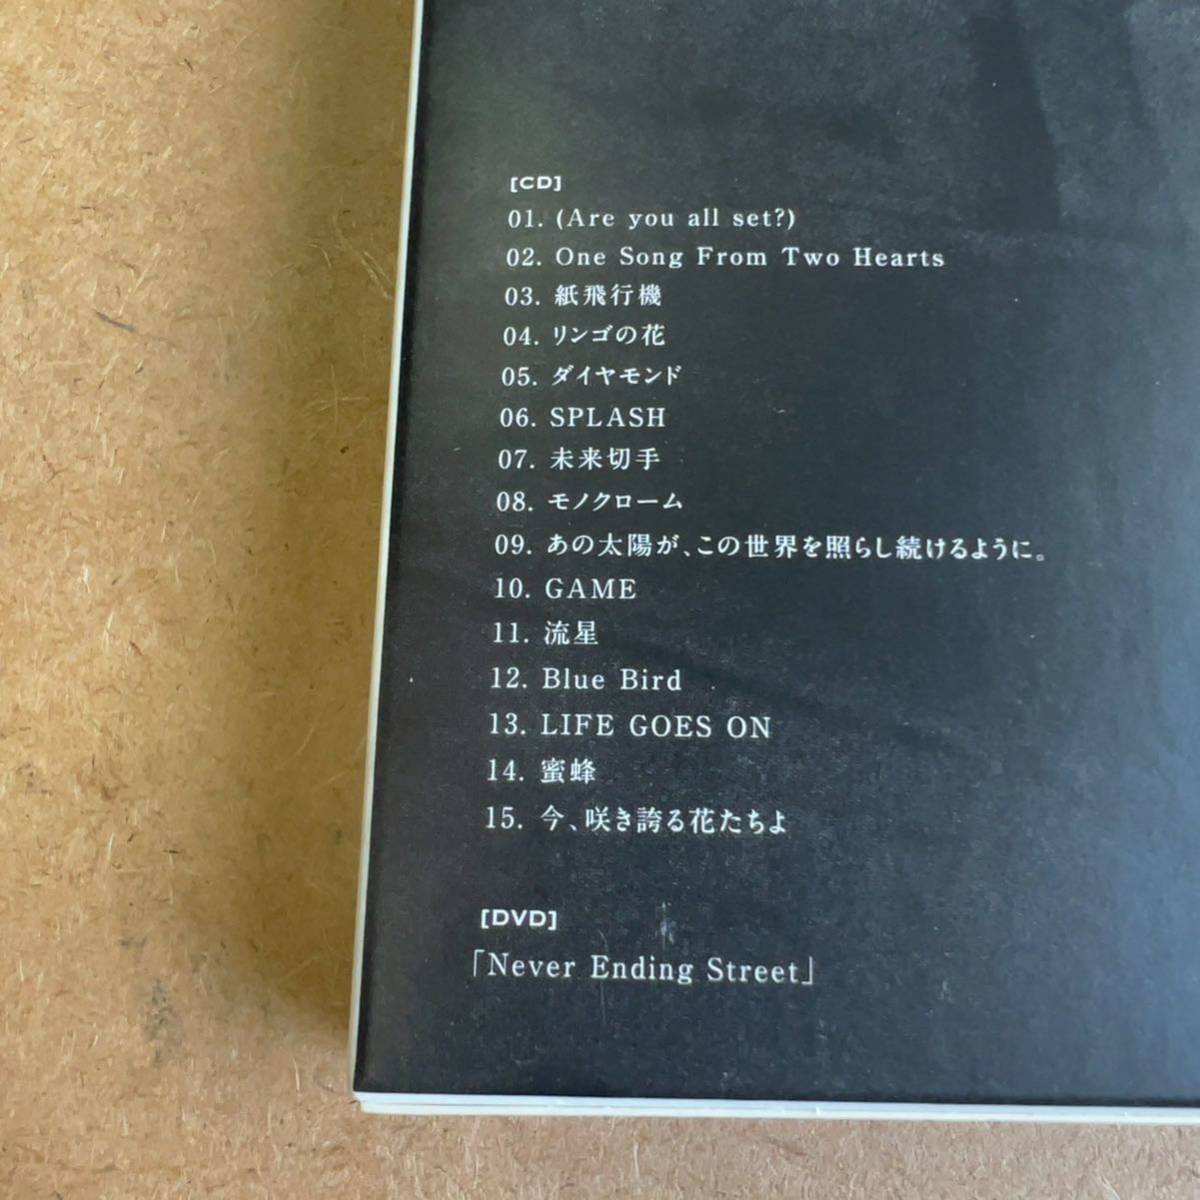 [CD]
01. (Are you all set?)
02. One Song From Two Hearts
03. 紙飛行機
04. リンゴの花
05. ダイヤモンド
06. SPLASH
07. 未来切手
08. モノクローム
09. あの太陽が、この世界を照らし続けるように。
10. GAME
11. 流星
12. Blue Bird
13. LIFE GOES ON
14. 蜜蜂
15. 今、咲き誇る花たちよ
[DVD]
「Never Ending Street」